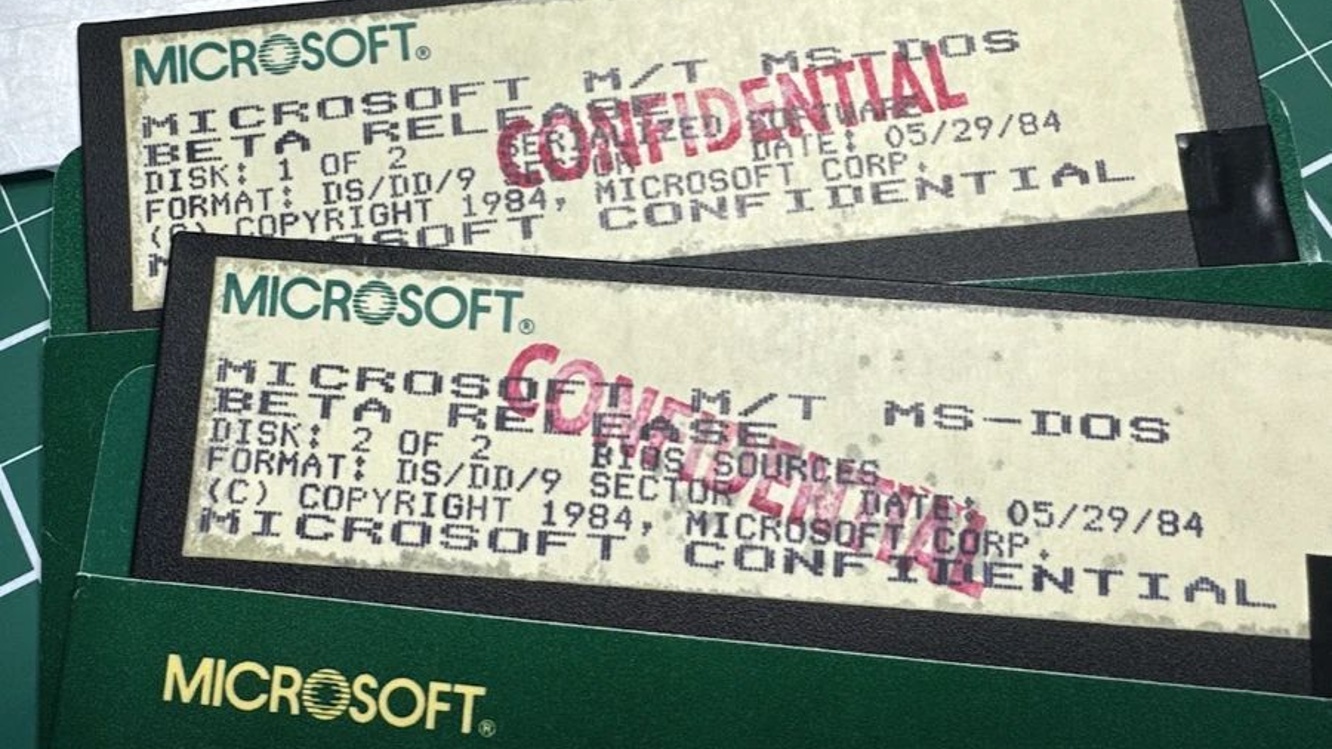 MICROSOFT®
MICROSOFT M/T MS-DOS
BETA RELEASE
CONFIDENTIAL
DISK: 1 OF 2 SERIALIZED SOFTWARE
FORMAT: DS/DD/9 SECTOR DATE: 05/29/84
(C) COPYRIGHT 1984, MICROSOFT CORP.
MICROSOFT CONFIDENTIAL
MICROSOFT®
MICROSOFT M/T MS-DOS
BETA RELEASE
CONFIDENTIAL
DISK: 2 OF 2 BIOS SOURCES
FORMAT: DS/DD/9 SECTOR DATE: 05/29/84
(C) COPYRIGHT 1984, MICROSOFT CORP.
MICROSOFT CONFIDENTIAL
MICROSOFT®